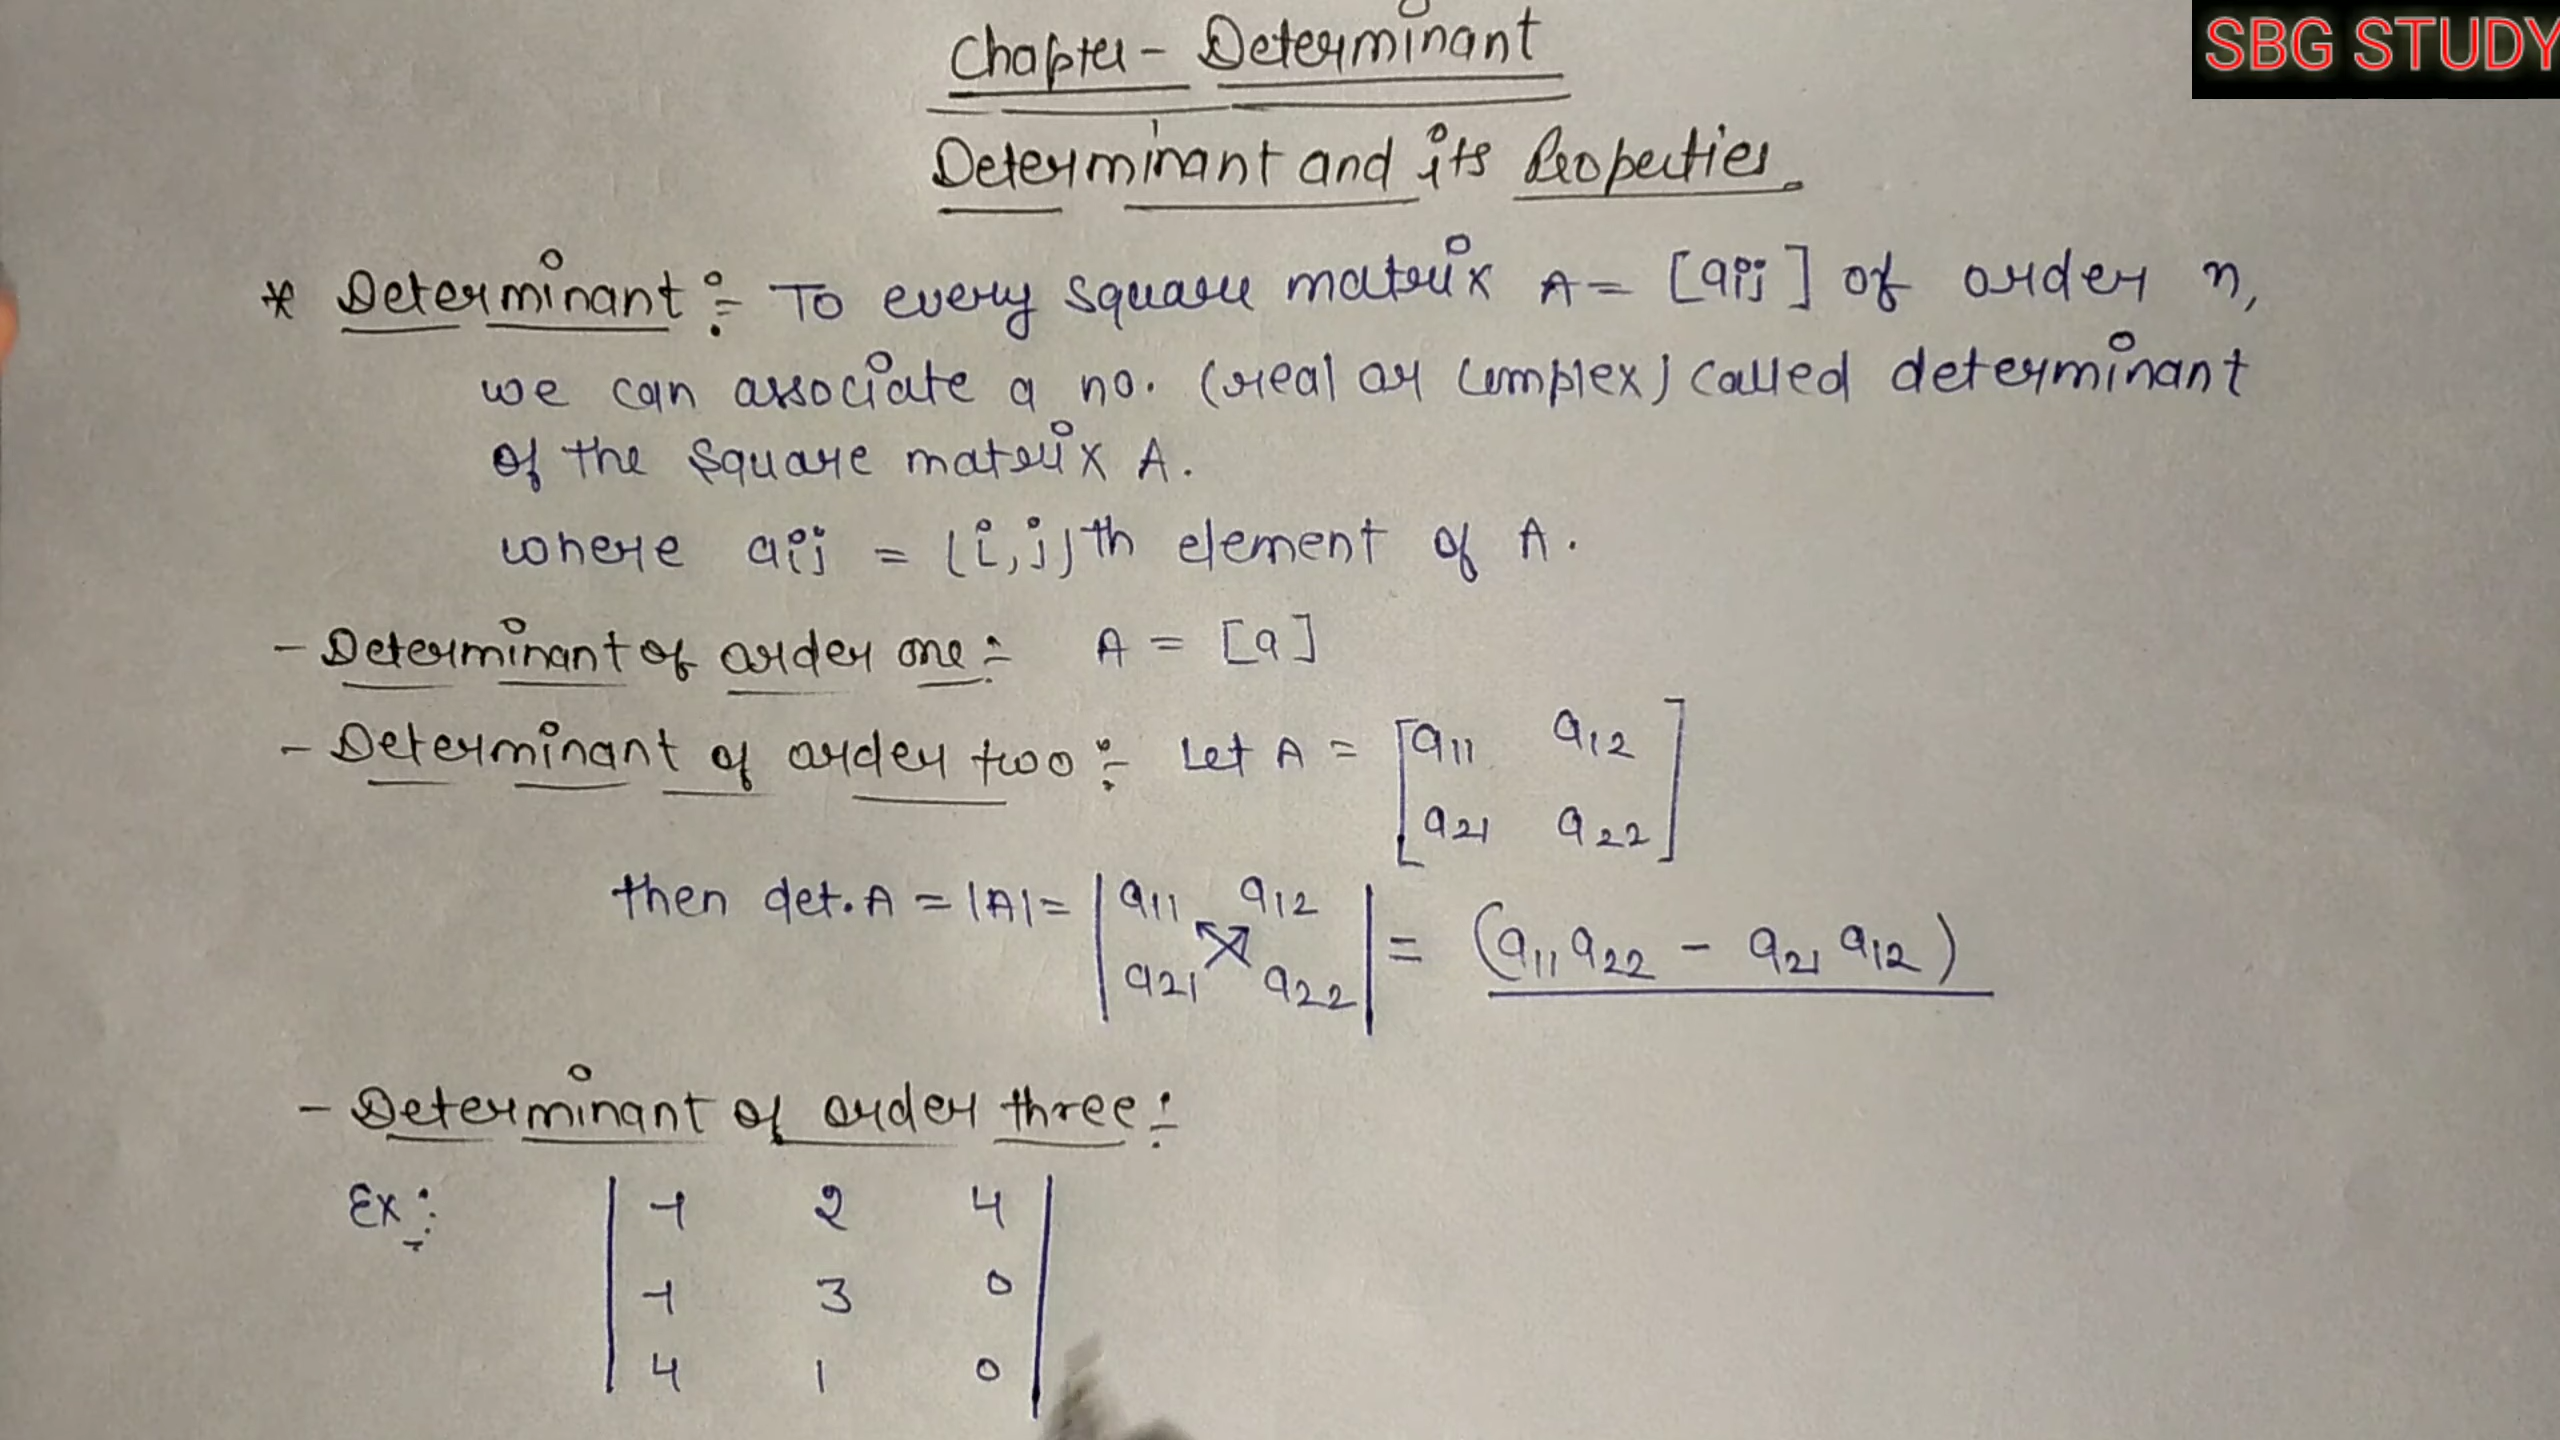 SBG STUDY
Chapter - Determinant
Determinant and its Properties.
* Determinant :- To every square matrix A = [aij] of order n,
we can associate a no. (real or complex) called determinant
of the square matrix A.
where aij = (i,j)th element of A.
- Determinant of order one :- A = [a]
- Determinant of order two :- Let A = [a11 a12
a21 a22]
then det. A = |A| = |a11 a12
a21 a22| = (a11 a22 - a21 a12)
- Determinant of order three :-
Ex :- |-1 2 4|
|-1 3 0|
|4 1 0|